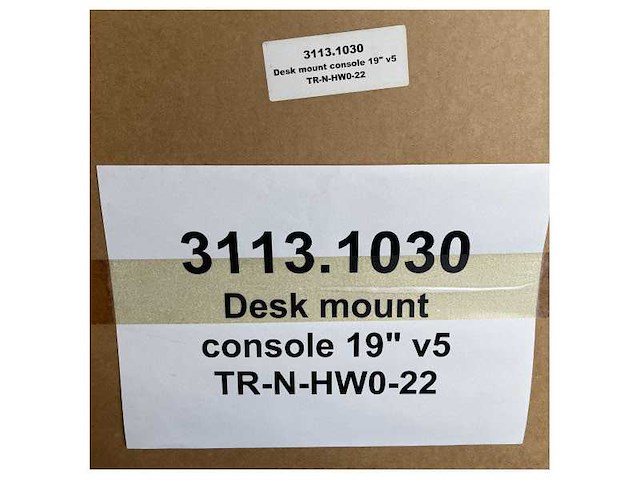 3113.1030
Desk mount console 19" v5
TR-N-HW0-22
3113.1030
Desk mount
console 19" v5
TR-N-HW0-22